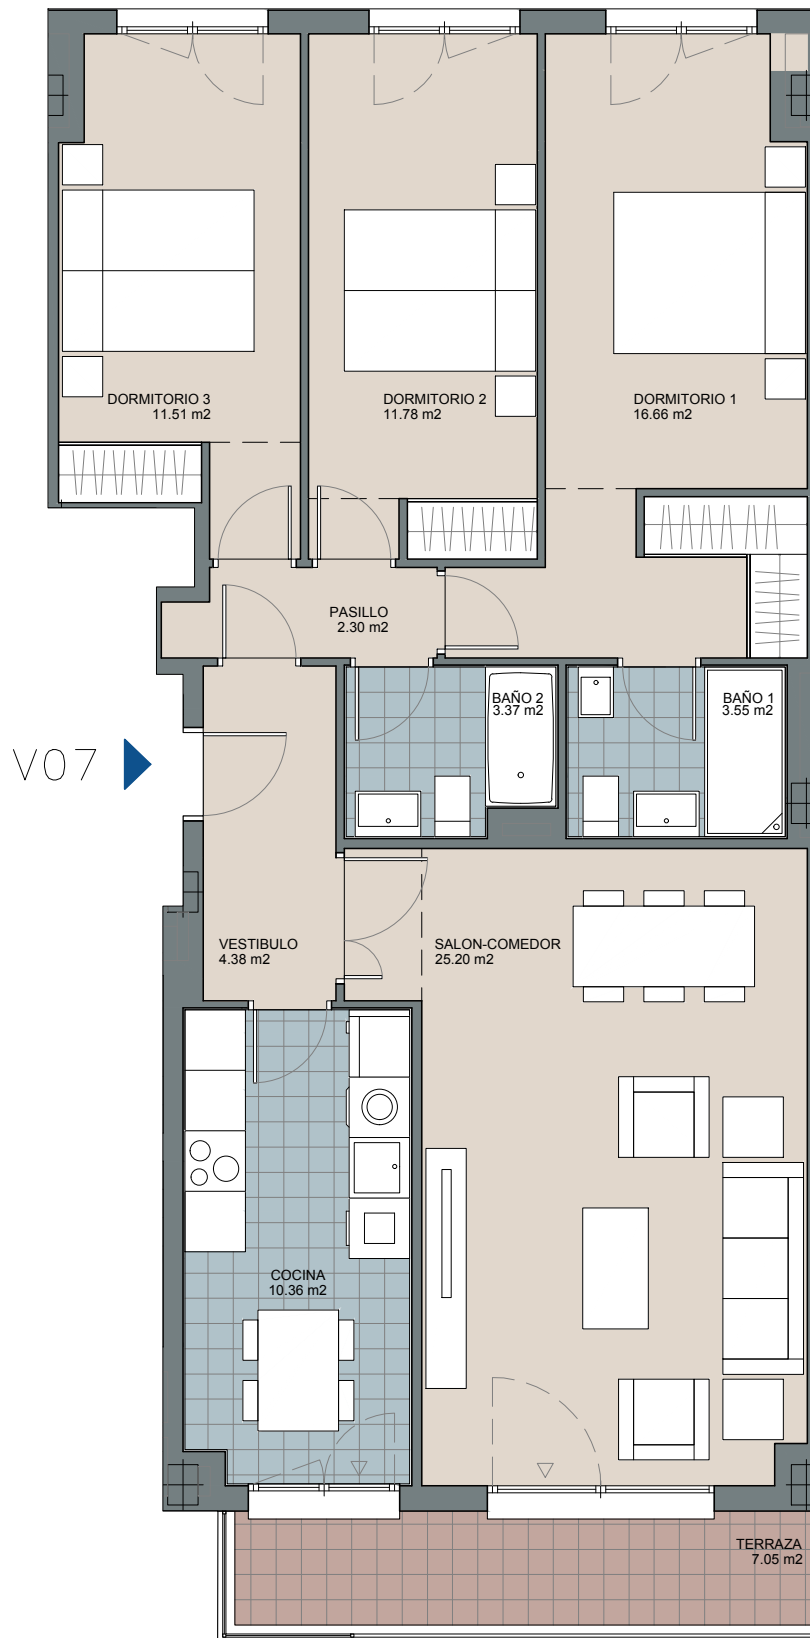 DORMITORIO 3
11.51 m2
DORMITORIO 2
11.78 m2
DORMITORIO 1
16.66 m2
PASILLO
2.30 m2
BAÑO 2
3.37 m2
BAÑO 1
3.55 m2
V07
VESTIBULO
4.38 m2
SALON-COMEDOR
25.20 m2
COCINA
10.36 m2
TERRAZA
7.05 m2